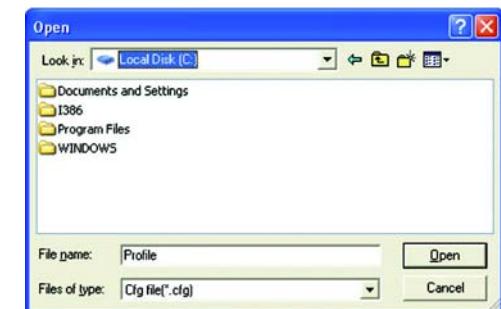 Open
Look in: Local Disk (C:)
Documents and Settings
I386
Program Files
WINDOWS
File name: Profile Open
Files of type: Cfg file(*.cfg) Cancel